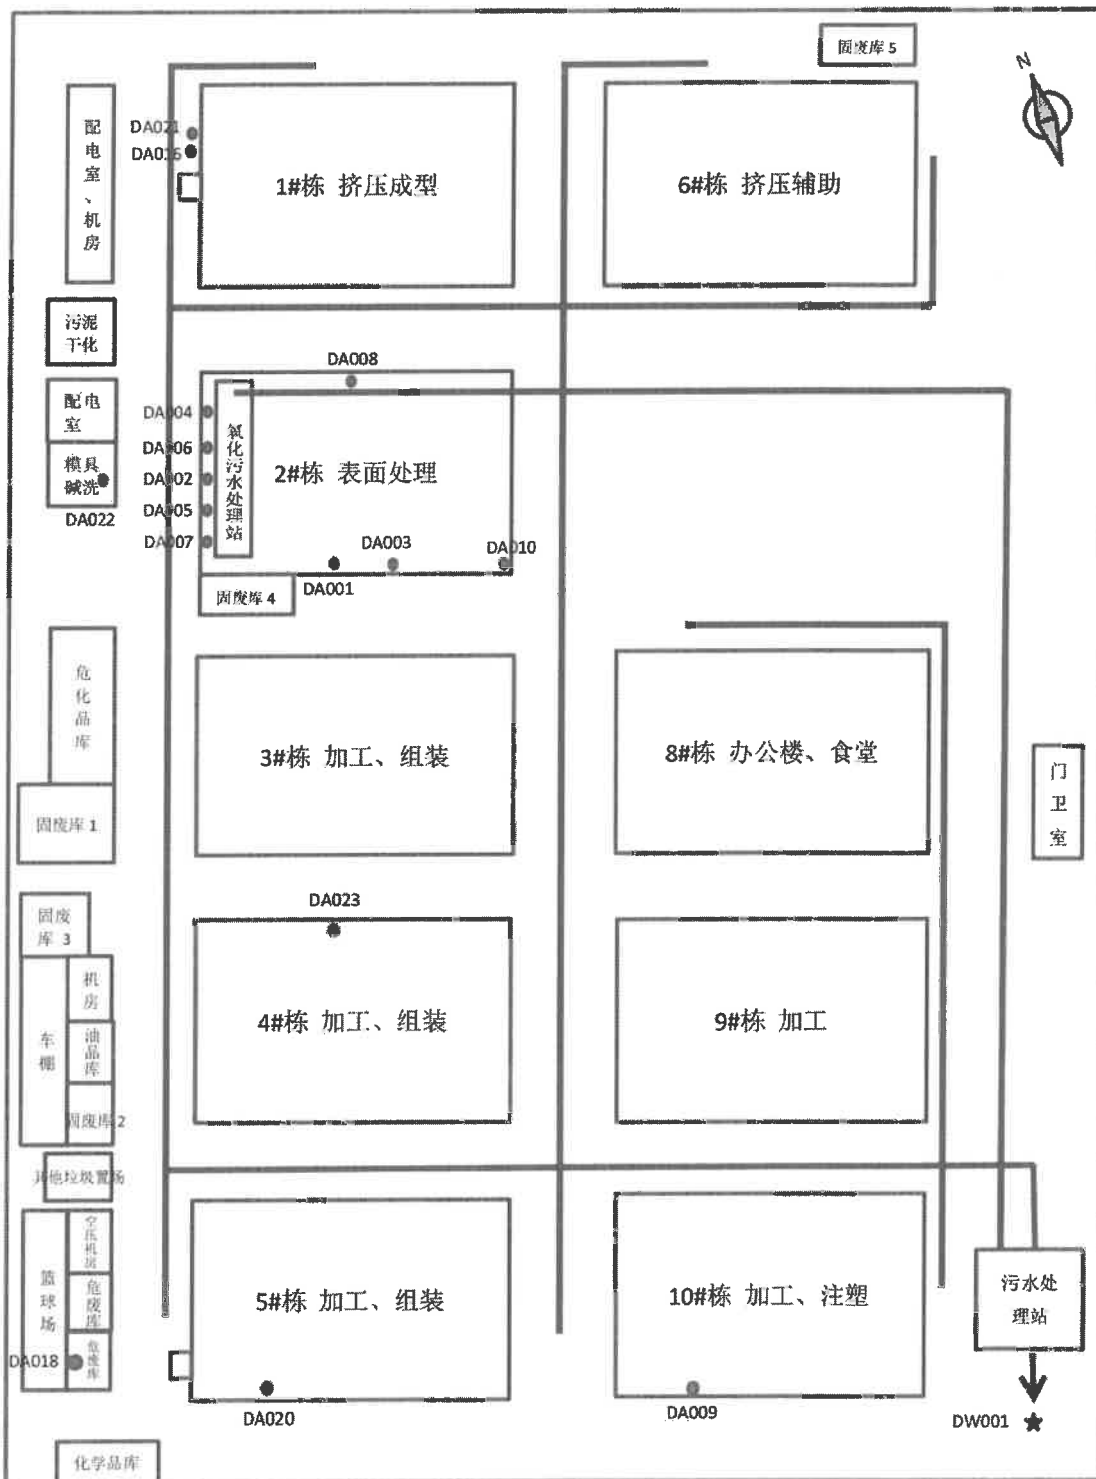 固废库 5
N
配
电
室
、
机
房
DA021
DA016
1#栋 挤压成型
6#栋 挤压辅助
污泥
干化
DA008
配电
室
DA004
DA006
DA002
DA005
DA007
氧
化
污
水
处
理
站
2#栋 表面处理
模具
碱洗
DA022
DA003
DA010
DA001
固废库 4
危
化
品
库
3#栋 加工、组装
8#栋 办公楼、食堂
门
卫
室
固废库 1
DA023
固废
库 3
机
房
车
棚
油
品
库
固废库 2
4#栋 加工、组装
9#栋 加工
其他垃圾置场
空
压
机
房
篮
球
场
危
废
库
危
废
库
DA018
5#栋 加工、组装
10#栋 加工、注塑
污水处
理站
DA020
DA009
DW001
化学品库